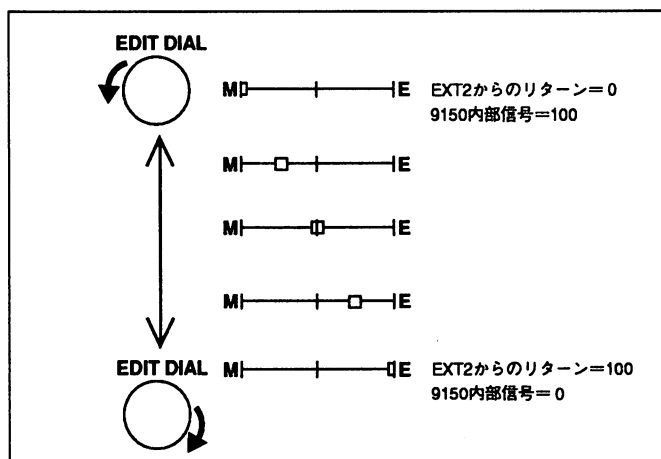 EDIT DIAL
M E EXT2からのリターン＝0
9150内部信号＝100
M E
M E
M E
EDIT DIAL M E EXT2からのリターン＝100
9150内部信号＝0